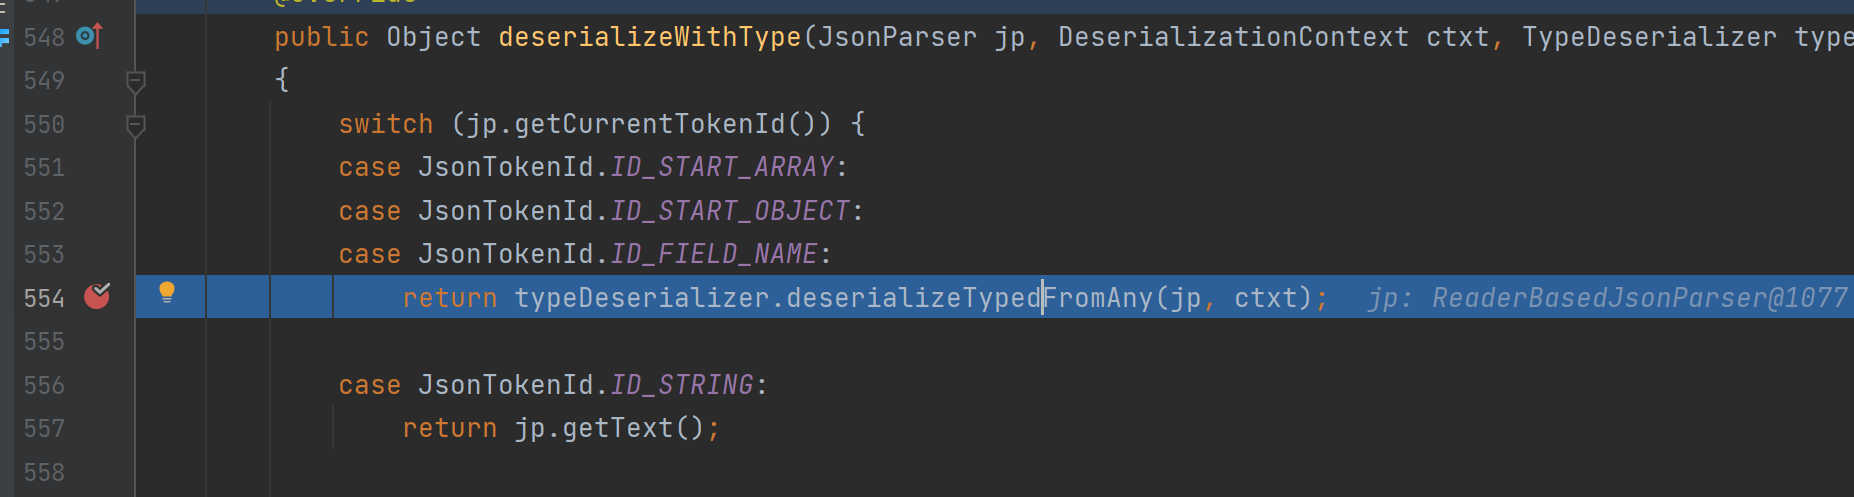 @Override
548 public Object deserializeWithType(JsonParser jp, DeserializationContext ctxt, TypeDeserializer type
549 {
550 switch (jp.getCurrentTokenId()) {
551 case JsonTokenId.ID_START_ARRAY:
552 case JsonTokenId.ID_START_OBJECT:
553 case JsonTokenId.ID_FIELD_NAME:
554 return typeDeserializer.deserializeTypedFromAny(jp, ctxt); jp: ReaderBasedJsonParser@1077
555
556 case JsonTokenId.ID_STRING:
557 return jp.getText();
558